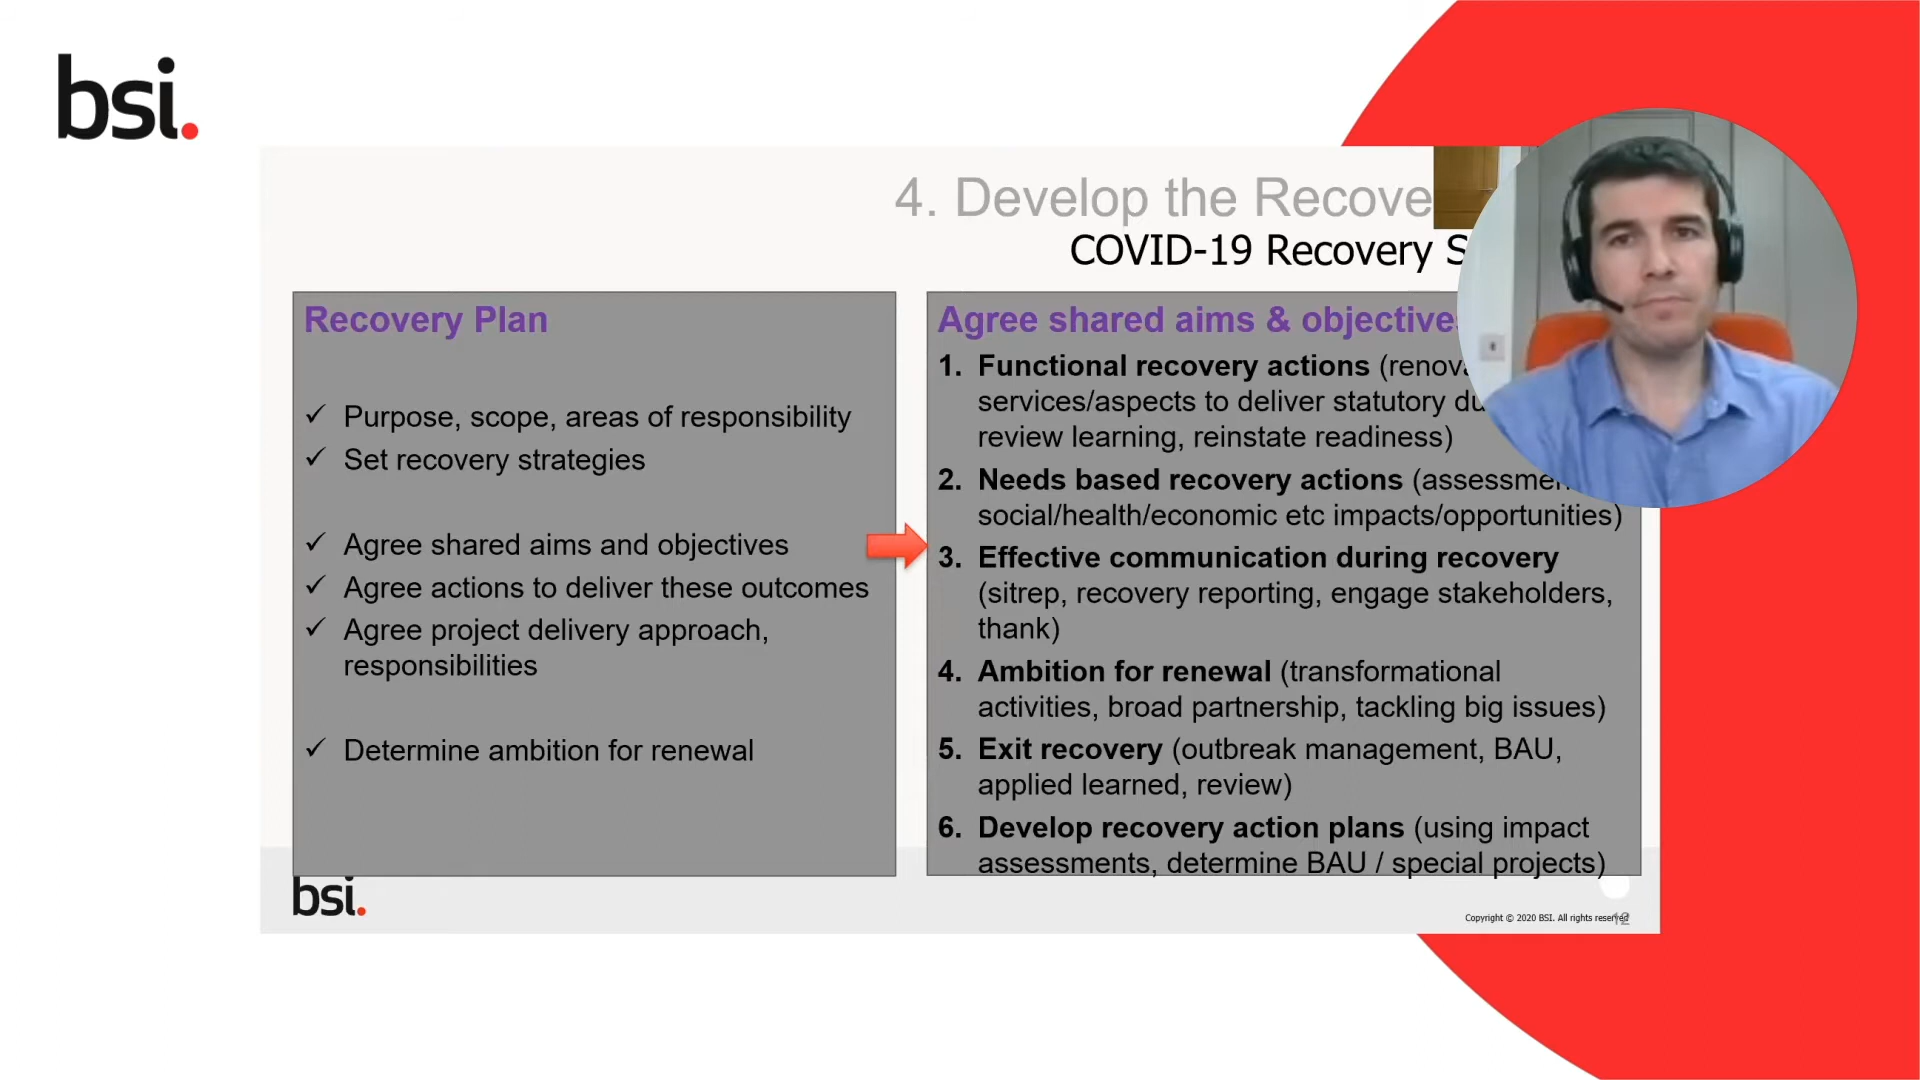 bsi.
4. Develop the Recove
COVID-19 Recovery S
Recovery Plan
✓ Purpose, scope, areas of responsibility
✓ Set recovery strategies
✓ Agree shared aims and objectives
✓ Agree actions to deliver these outcomes
✓ Agree project delivery approach,
responsibilities
✓ Determine ambition for renewal
Agree shared aims & objective
1. Functional recovery actions (renov
services/aspects to deliver statutory du
review learning, reinstate readiness)
2. Needs based recovery actions (assessmen
social/health/economic etc impacts/opportunities)
3. Effective communication during recovery
(sitrep, recovery reporting, engage stakeholders,
thank)
4. Ambition for renewal (transformational
activities, broad partnership, tackling big issues)
5. Exit recovery (outbreak management, BAU,
applied learned, review)
6. Develop recovery action plans (using impact
assessments, determine BAU / special projects)
bsi.
Copyright © 2020 BSI. All rights reserved
12